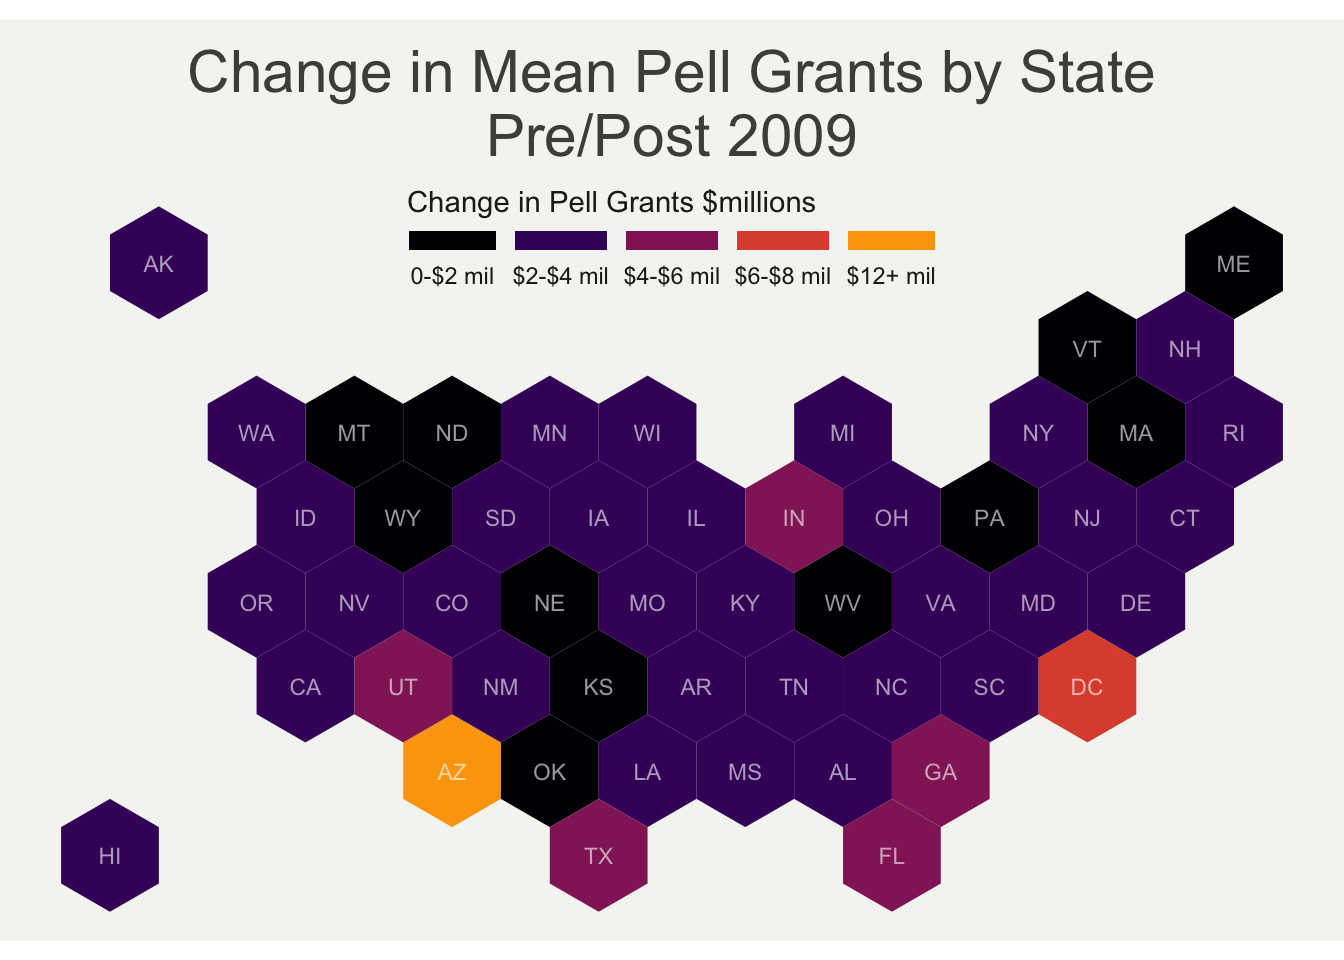 Change in Mean Pell Grants by State
Pre/Post 2009
Change in Pell Grants $millions
0-$2 mil $2-$4 mil $4-$6 mil $6-$8 mil $12+ mil
AK ME
VT NH
WA MT ND MN WI MI NY MA RI
ID WY SD IA IL IN OH PA NJ CT
OR NV CO NE MO KY WV VA MD DE
CA UT NM KS AR TN NC SC DC
AZ OK LA MS AL GA
HI TX FL